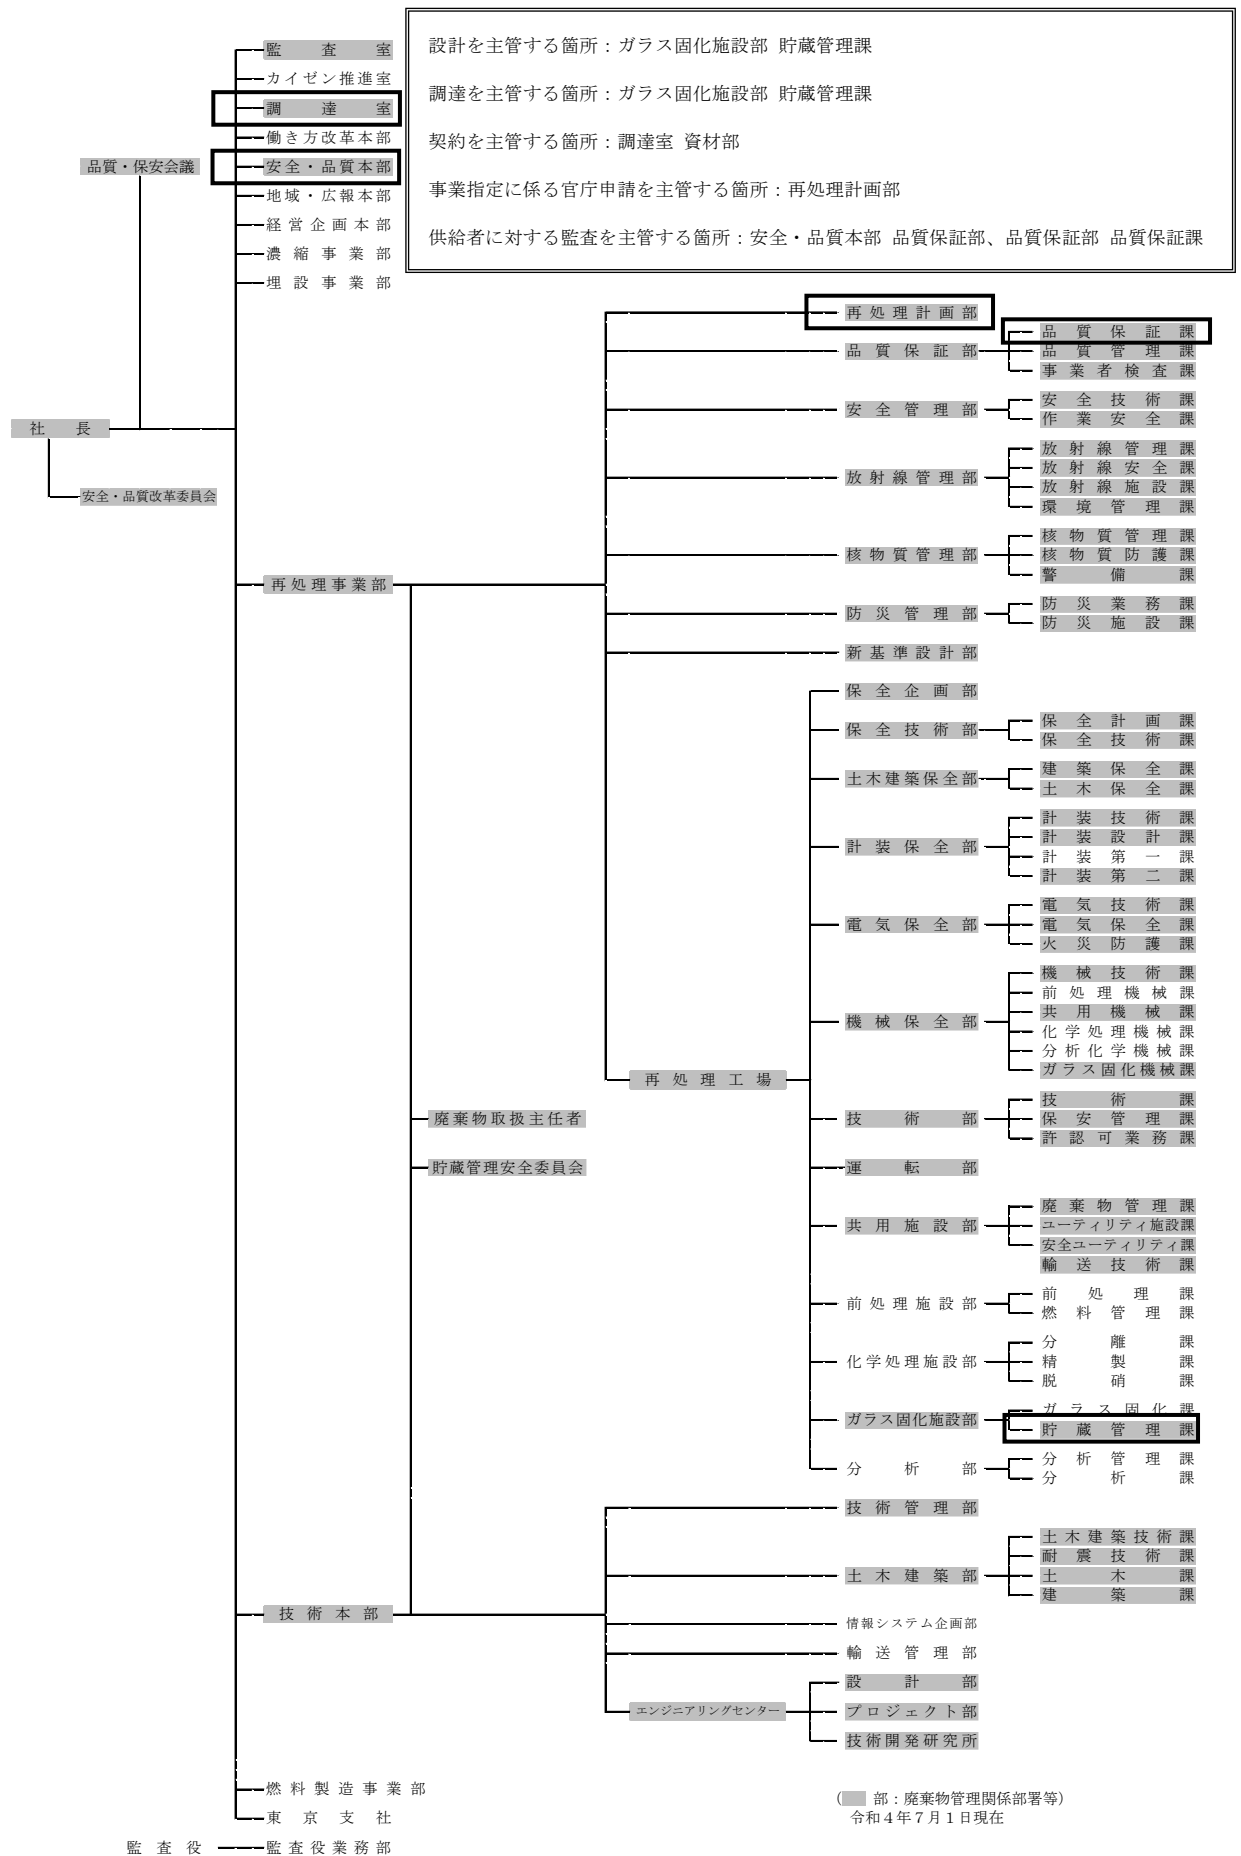 設計を主管する箇所：ガラス固化施設部 貯蔵管理課
調達を主管する箇所：ガラス固化施設部 貯蔵管理課
契約を主管する箇所：調達室 資材部
事業指定に係る官庁申請を主管する箇所：再処理計画部
供給者に対する監査を主管する箇所：安全・品質本部 品質保証部、品質保証部 品質保証課
監査室
カイゼン推進室
調達室
働き方改革本部
品質・保安会議
安全・品質本部
地域・広報本部
経営企画本部
濃縮事業部
埋設事業部
社長
安全・品質改革委員会
再処理事業部
再処理計画部
品質保証部
品質保証課
品質管理課
事業者検査課
安全管理部
安全技術課
作業安全課
放射線管理部
放射線管理課
放射線安全課
放射線施設課
環境管理課
核物質管理部
核物質管理課
核物質防護課
警備課
防災管理部
防災業務課
防災施設課
新基準設計部
再処理工場
保全企画部
保全技術部
保全計画課
保全技術課
土木建築保全部
建築保全課
土木保全課
計装保全部
計装技術課
計装設計課
計装第一課
計装第二課
電気保全部
電気技術課
電気保全課
火災防護課
機械保全部
機械技術課
前処理機械課
共用機械課
化学処理機械課
分析化学機械課
ガラス固化機械課
技術部
技術課
保安管理課
許認可業務課
運転部
共用施設部
廃棄物管理課
ユーティリティ施設課
安全ユーティリティ課
輸送技術課
前処理施設部
前処理課
燃料管理課
化学処理施設部
分離課
精製課
脱硝課
ガラス固化施設部
ガラス固化課
貯蔵管理課
分析部
分析管理課
分析課
廃棄物取扱主任者
貯蔵管理安全委員会
技術本部
技術管理部
土木建築部
土木建築技術課
耐震技術課
土木課
建築課
情報システム企画部
輸送管理部
エンジニアリングセンター
設計部
プロジェクト部
技術開発研究所
燃料製造事業部
東京支社
監査役
監査役業務部
（　部：廃棄物管理関係部署等）
令和４年７月１日現在